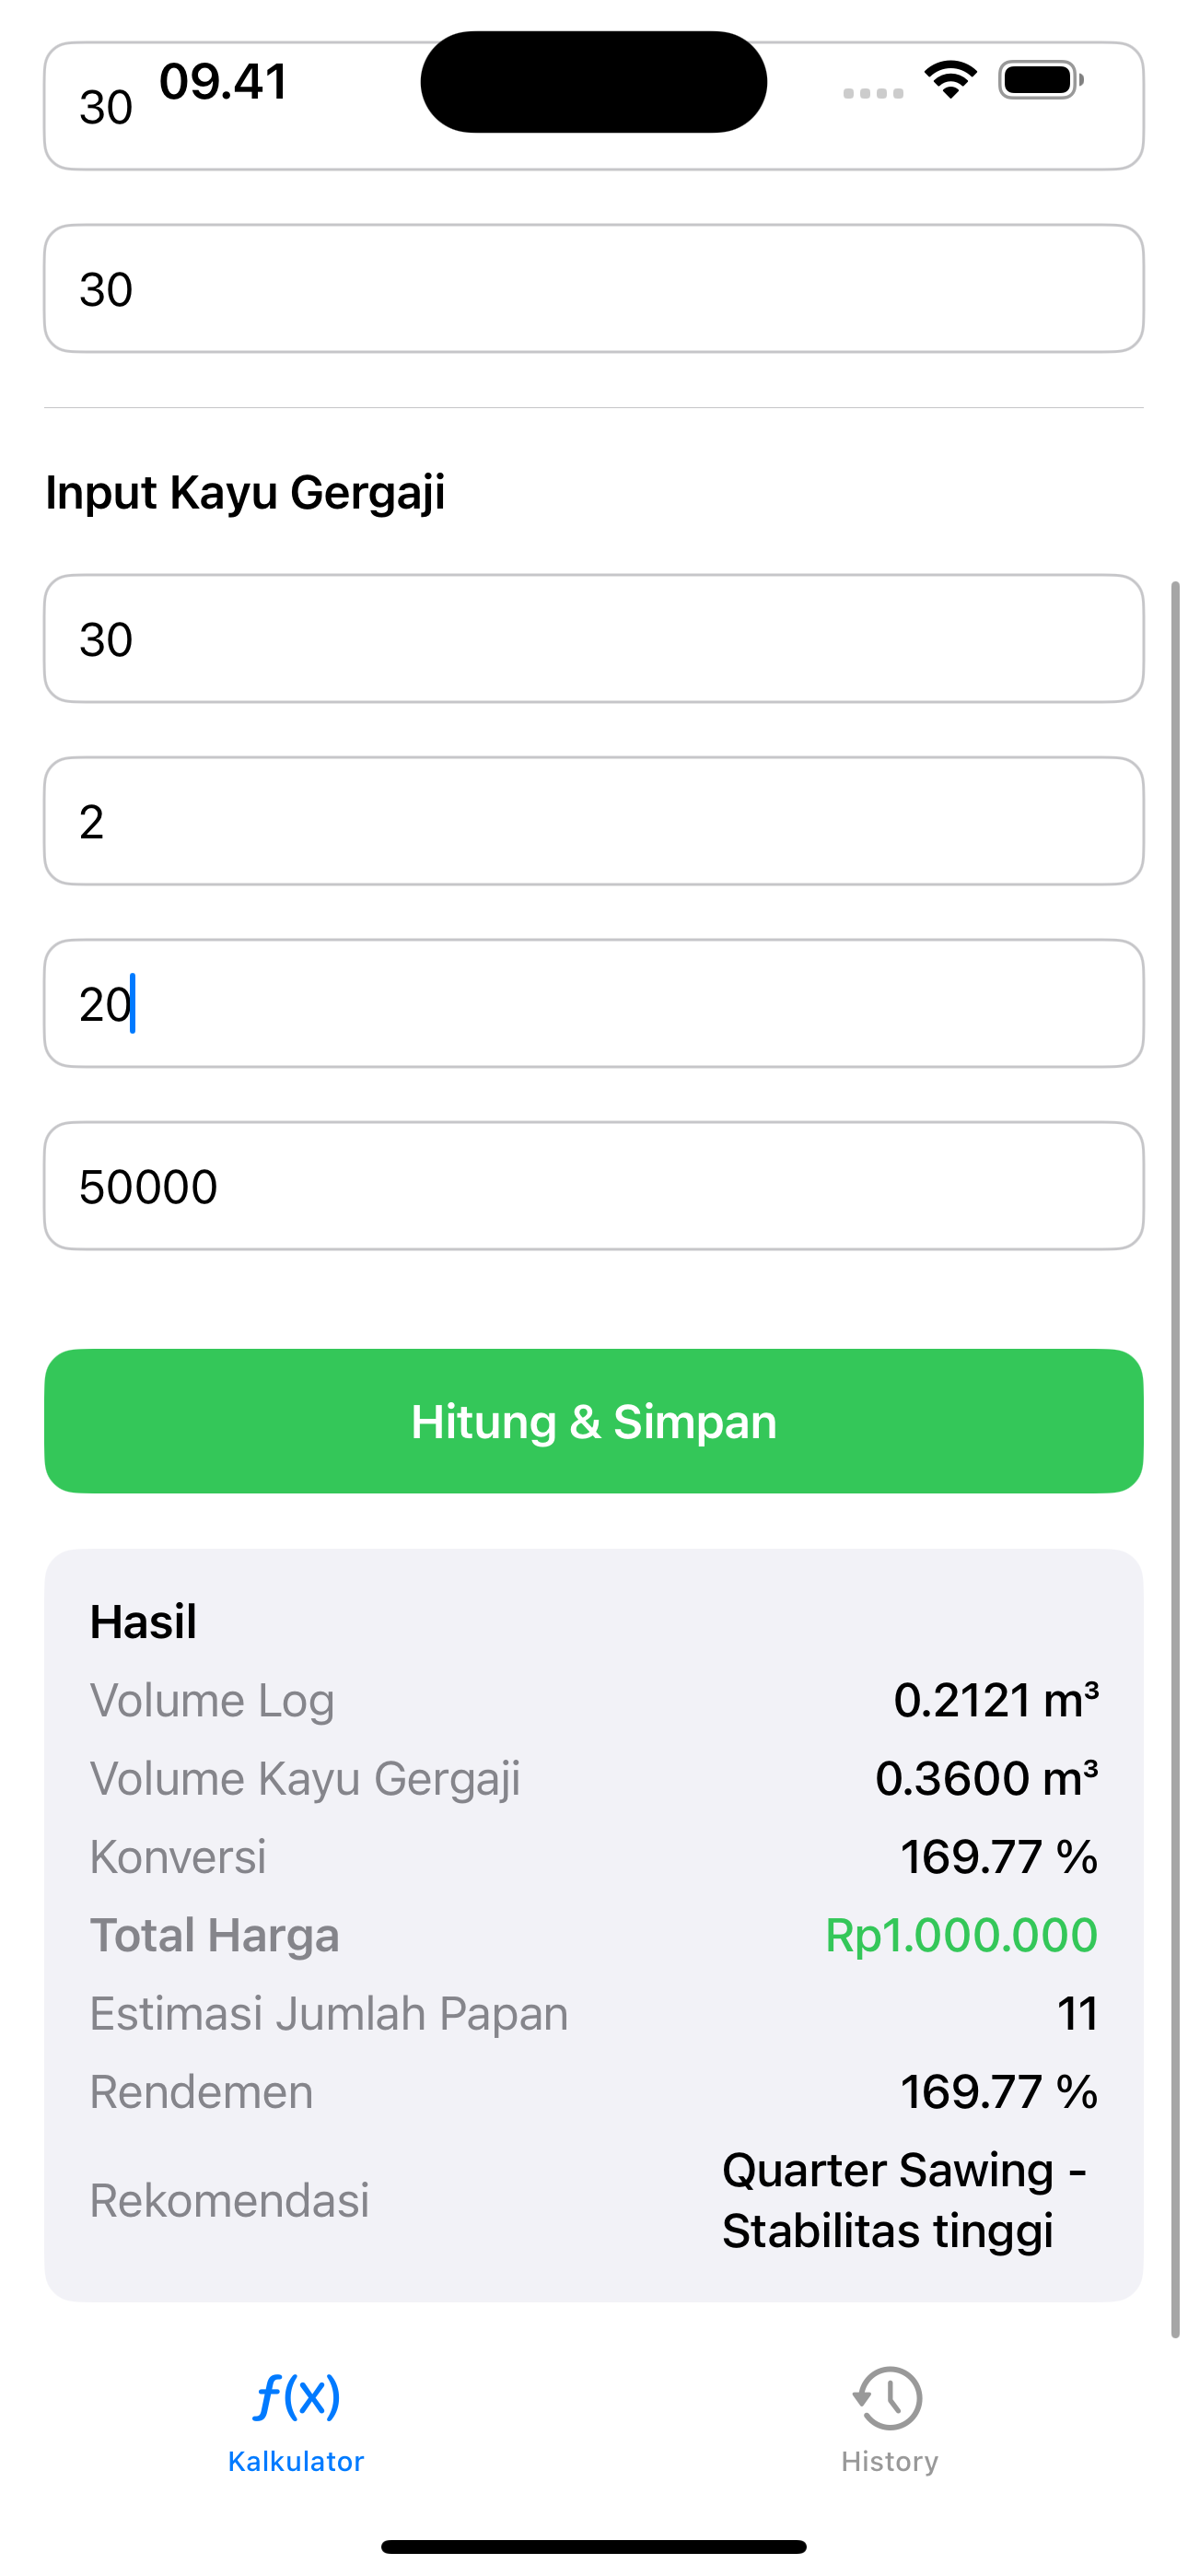 09.41
30
30
Input Kayu Gergaji
30
2
20
50000
Hitung & Simpan
Hasil
Volume Log 0.2121 m³
Volume Kayu Gergaji 0.3600 m³
Konversi 169.77 %
Total Harga Rp1.000.000
Estimasi Jumlah Papan 11
Rendemen 169.77 %
Rekomendasi Quarter Sawing -
Stabilitas tinggi
f(x)
Kalkulator History